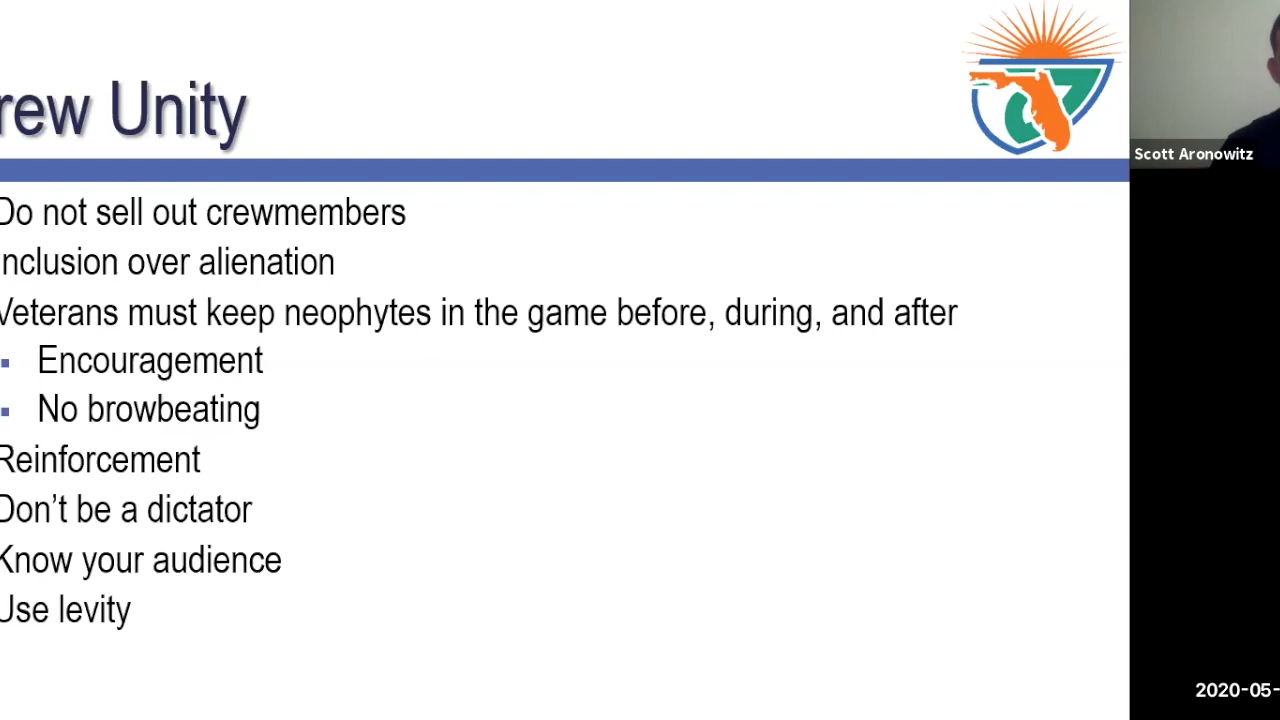 rew Unity
Do not sell out crewmembers
nclusion over alienation
Veterans must keep neophytes in the game before, during, and after
▪ Encouragement
▪ No browbeating
Reinforcement
Don’t be a dictator
Know your audience
Use levity
Scott Aronowitz
2020-05-